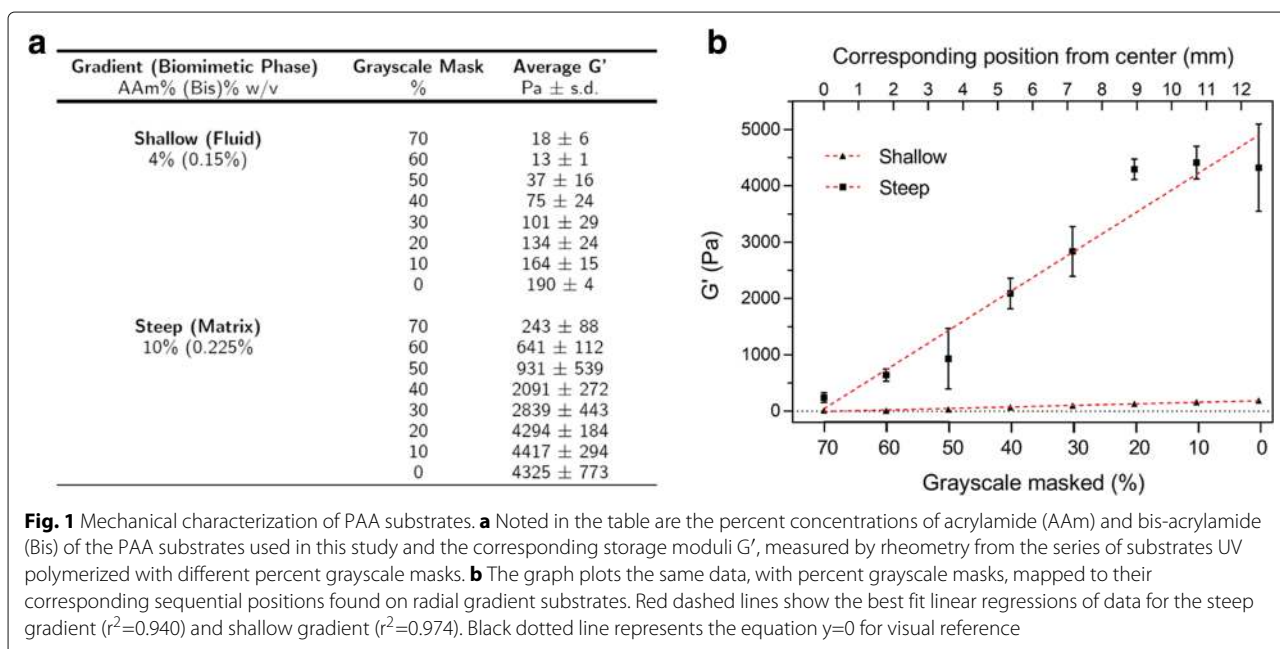 a
Gradient (Biomimetic Phase) Grayscale Mask Average G'
AAm% (Bis)% w/v % Pa ± s.d.
Shallow (Fluid) 70 18 ± 6
4% (0.15%) 60 13 ± 1
50 37 ± 16
40 75 ± 24
30 101 ± 29
20 134 ± 24
10 164 ± 15
0 190 ± 4
Steep (Matrix) 70 243 ± 88
10% (0.225% 60 641 ± 112
50 931 ± 539
40 2091 ± 272
30 2839 ± 443
20 4294 ± 184
10 4417 ± 294
0 4325 ± 773
b
Corresponding position from center (mm)
0 1 2 3 4 5 6 7 8 9 10 11 12
5000
4000
3000
2000
1000
0
G' (Pa)
Shallow
Steep
70 60 50 40 30 20 10 0
Grayscale masked (%)
Fig. 1 Mechanical characterization of PAA substrates. a Noted in the table are the percent concentrations of acrylamide (AAm) and bis-acrylamide
(Bis) of the PAA substrates used in this study and the corresponding storage moduli G′, measured by rheometry from the series of substrates UV
polymerized with different percent grayscale masks. b The graph plots the same data, with percent grayscale masks, mapped to their
corresponding sequential positions found on radial gradient substrates. Red dashed lines show the best fit linear regressions of data for the steep
gradient (r²=0.940) and shallow gradient (r²=0.974). Black dotted line represents the equation y=0 for visual reference